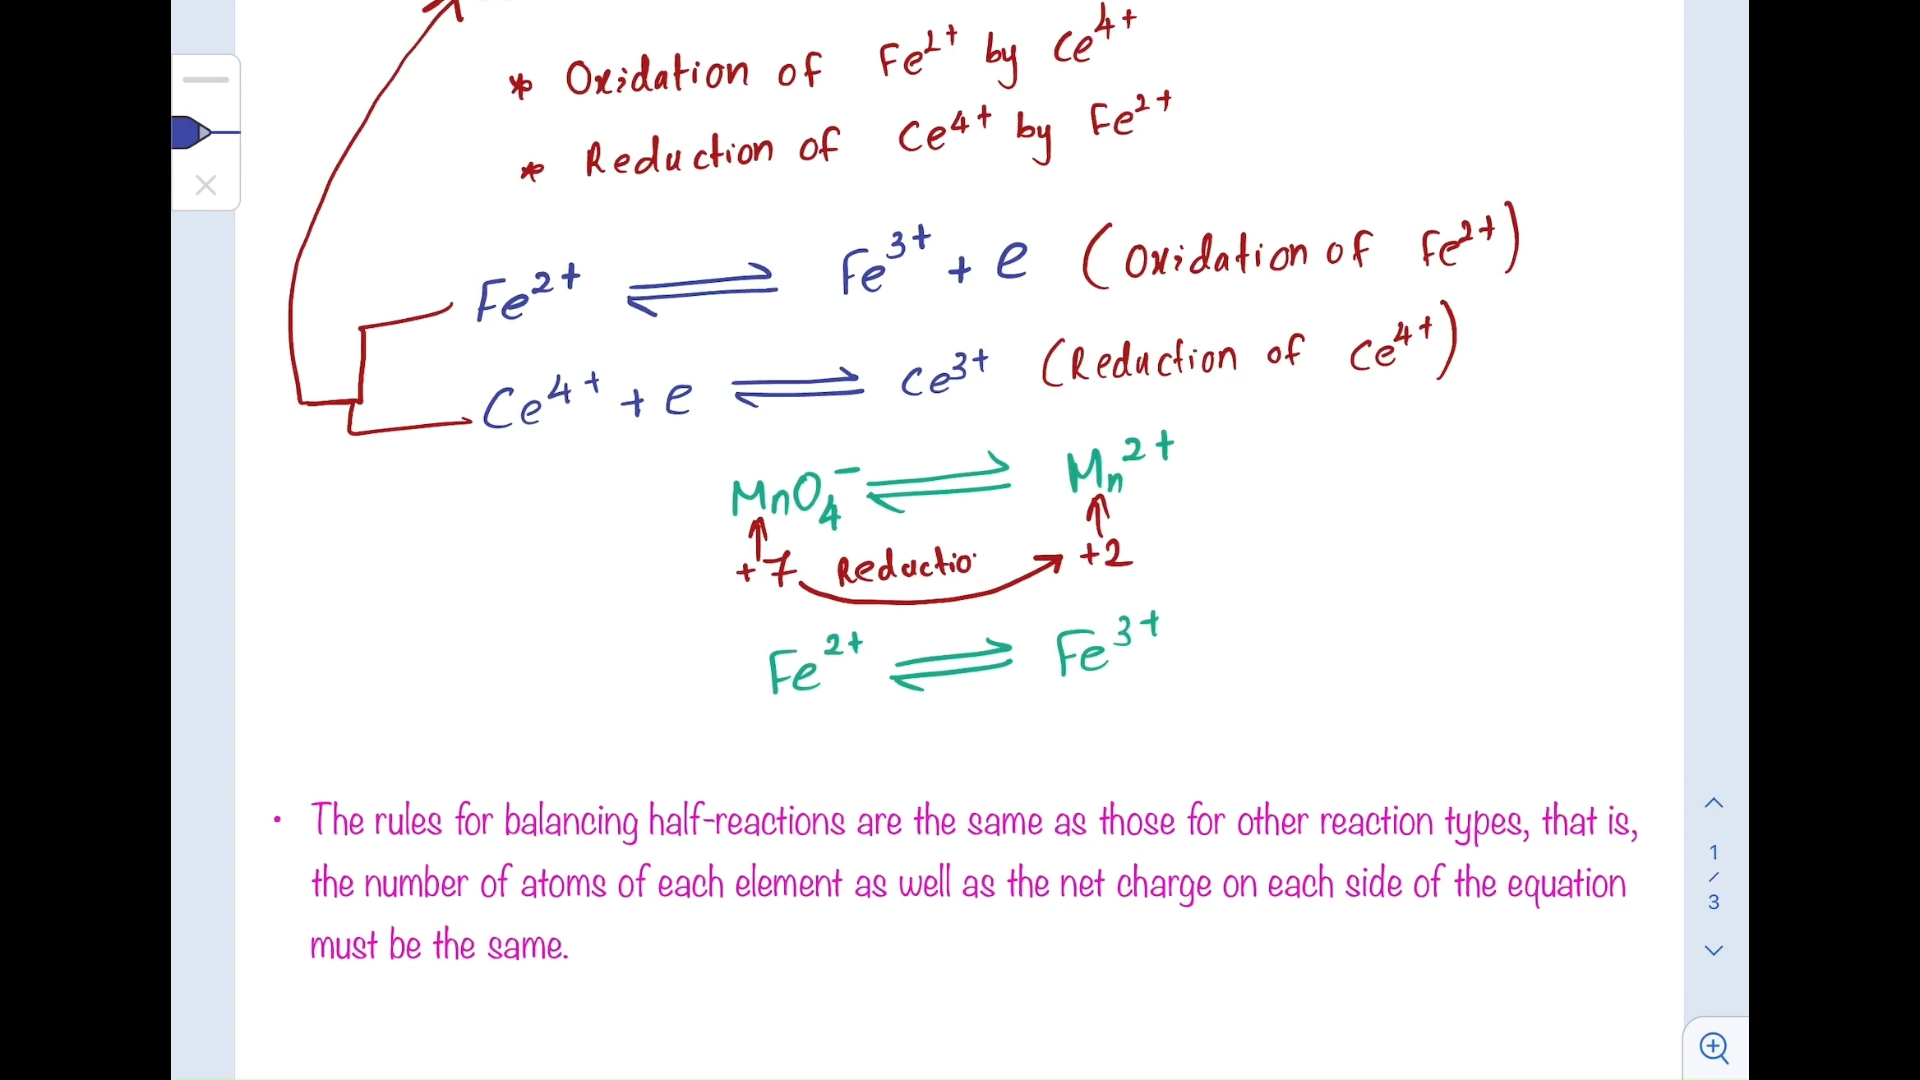 * Oxidation of Fe²⁺ by Ce⁴⁺
* Reduction of Ce⁴⁺ by Fe²⁺
Fe²⁺ ⇌ Fe³⁺ + e (Oxidation of Fe²⁺)
Ce⁴⁺ + e ⇌ Ce³⁺ (Reduction of Ce⁴⁺)
MnO₄⁻ ⇌ Mn²⁺
+7 Reductio +2
Fe²⁺ ⇌ Fe³⁺
• The rules for balancing half-reactions are the same as those for other reaction types, that is,
the number of atoms of each element as well as the net charge on each side of the equation
must be the same.
1
/
3